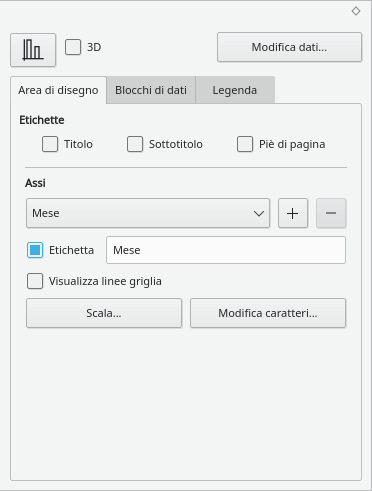 3D
Modifica dati...
Area di disegno
Blocchi di dati
Legenda
Etichette
Titolo
Sottotitolo
Piè di pagina
Assi
Mese
Etichetta
Mese
Visualizza linee griglia
Scala...
Modifica caratteri...